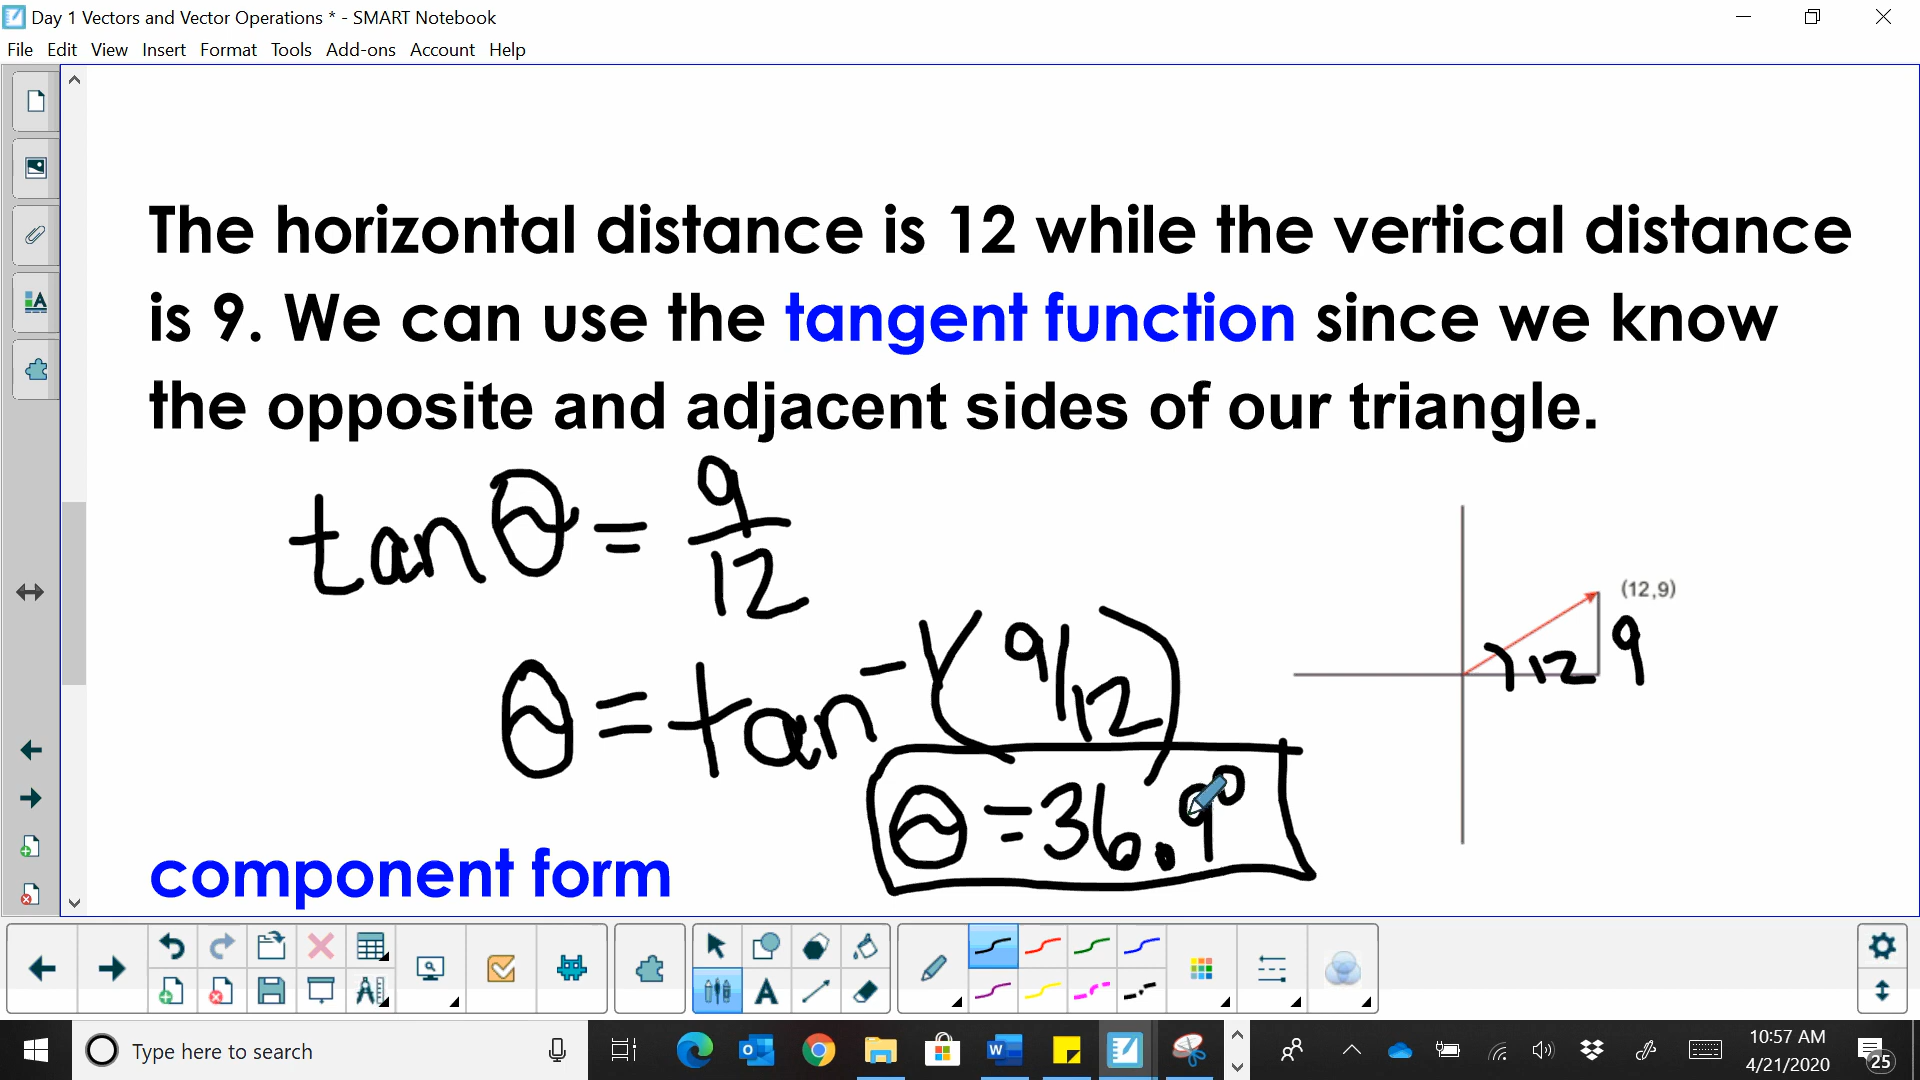 Day 1 Vectors and Vector Operations * - SMART Notebook
File Edit View Insert Format Tools Add-ons Account Help
The horizontal distance is 12 while the vertical distance
is 9. We can use the tangent function since we know
the opposite and adjacent sides of our triangle.
tan θ = 9/12
(12,9)
12 9
θ = tan⁻¹(9/12)
θ = 36.9°
component form
Type here to search
10:57 AM
4/21/2020
25